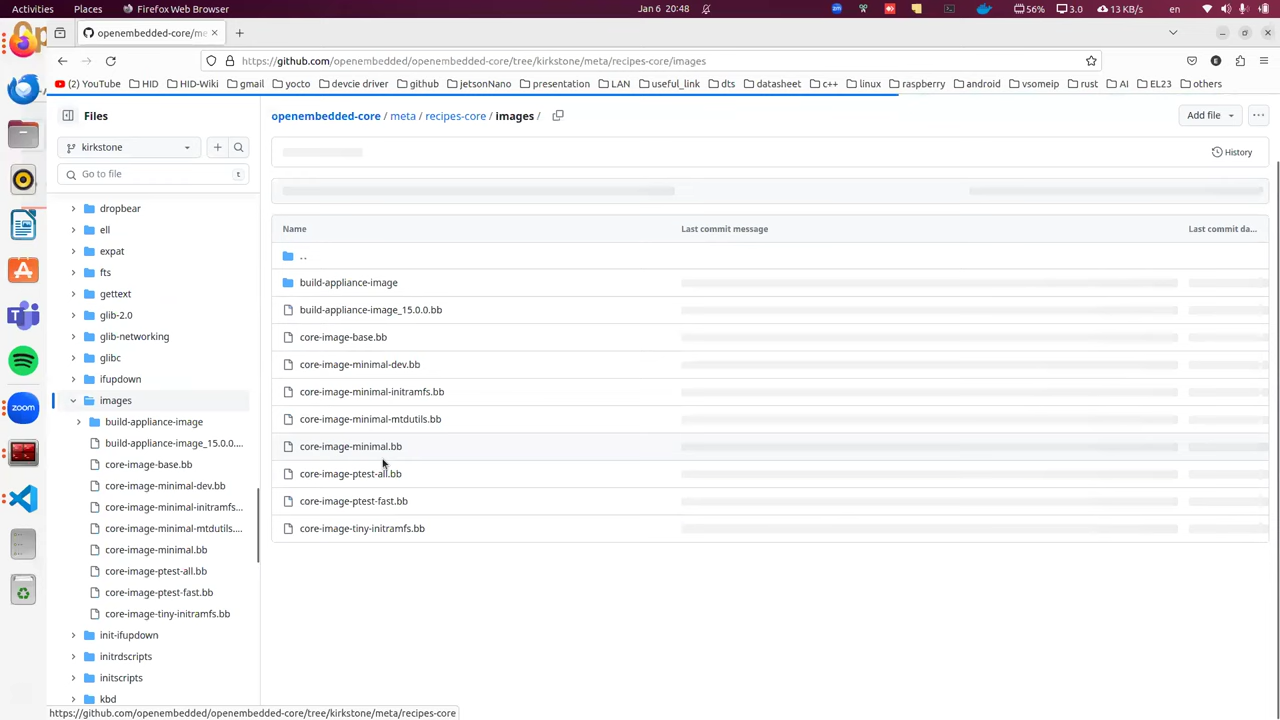 Activities Places Firefox Web Browser Jan 6 20:48 56% 3.0 13 KB/s en
openembedded-core/me
https://github.com/openembedded/openembedded-core/tree/kirkstone/meta/recipes-core/images
(2) YouTube HID HID-Wiki gmail yocto devcie driver github jetsonNano presentation LAN useful_link dts datasheet c++ linux raspberry android vsomeip rust AI EL23 others
Files
openembedded-core / meta / recipes-core / images /
Add file
kirkstone
History
Go to file t
Name Last commit message Last commit da...
..
build-appliance-image
build-appliance-image_15.0.0.bb
core-image-base.bb
core-image-minimal-dev.bb
core-image-minimal-initramfs.bb
core-image-minimal-mtdutils.bb
core-image-minimal.bb
core-image-ptest-all.bb
core-image-ptest-fast.bb
core-image-tiny-initramfs.bb
dropbear
ell
expat
fts
gettext
glib-2.0
glib-networking
glibc
ifupdown
images
build-appliance-image
build-appliance-image_15.0.0....
core-image-base.bb
core-image-minimal-dev.bb
core-image-minimal-initramfs...
core-image-minimal-mtdutils....
core-image-minimal.bb
core-image-ptest-all.bb
core-image-ptest-fast.bb
core-image-tiny-initramfs.bb
init-ifupdown
initrdscripts
initscripts
kbd
https://github.com/openembedded/openembedded-core/tree/kirkstone/meta/recipes-core
zoom